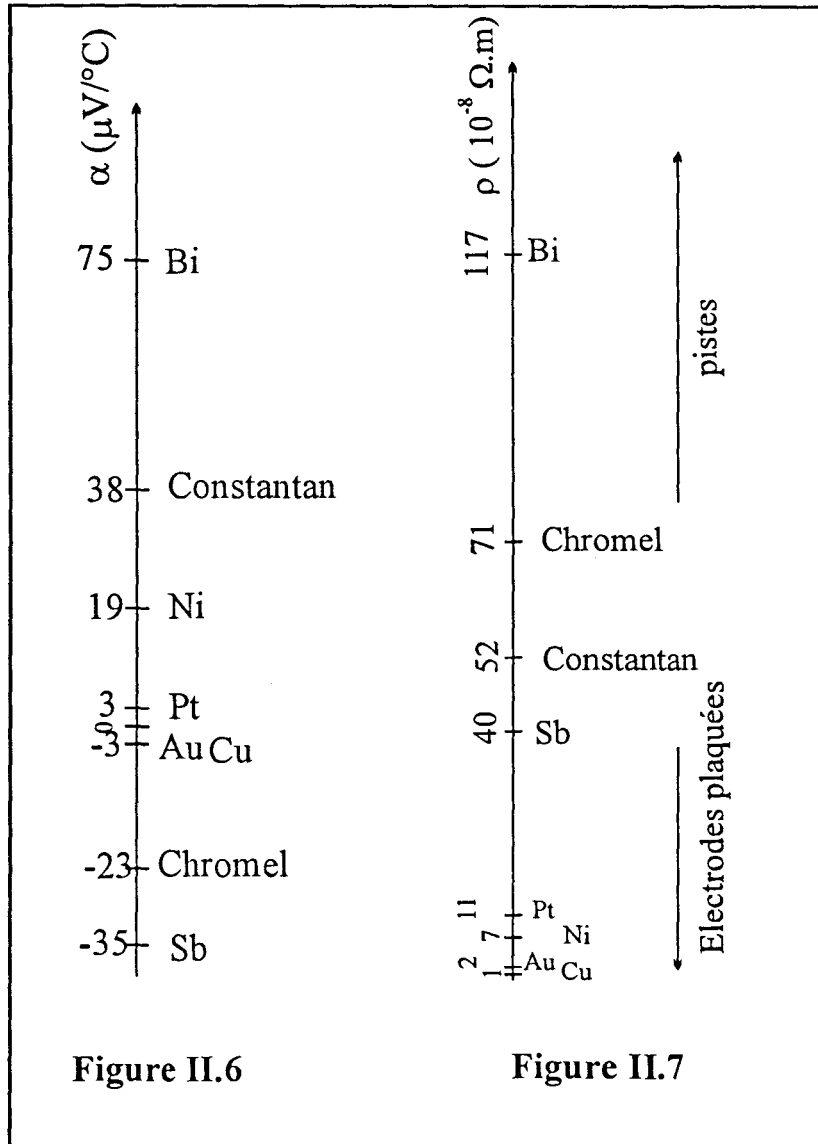 α (μV/°C)
75 Bi
38 Constantan
19 Ni
3 Pt
0
-3 Au Cu
-23 Chromel
-35 Sb
Figure II.6
ρ ( 10⁻⁸ Ω.m)
117 Bi
71 Chromel
52 Constantan
40 Sb
11 Pt
7 Ni
2 Au
1 Cu
pistes
Electrodes plaquées
Figure II.7